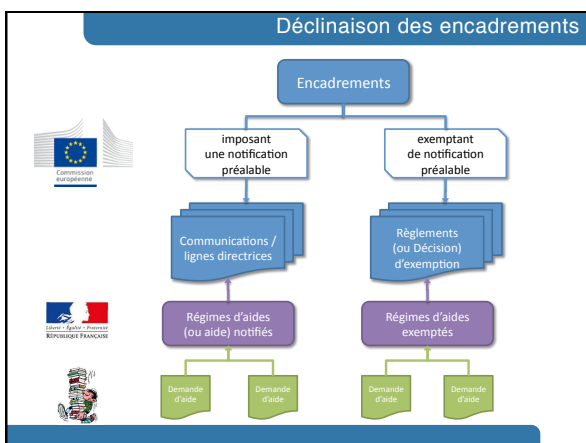 Déclinaison des encadrements
Encadrements
imposant
une notification
préalable
exemptant
de notification
préalable
Commission
européenne
Communications /
lignes directrices
Règlements
(ou Décision)
d'exemption
Régimes d'aides
(ou aide) notifiés
Régimes d'aides
exemptés
Liberté • Égalité • Fraternité
RÉPUBLIQUE FRANÇAISE
Demande
d'aide
Demande
d'aide
Demande
d'aide
Demande
d'aide